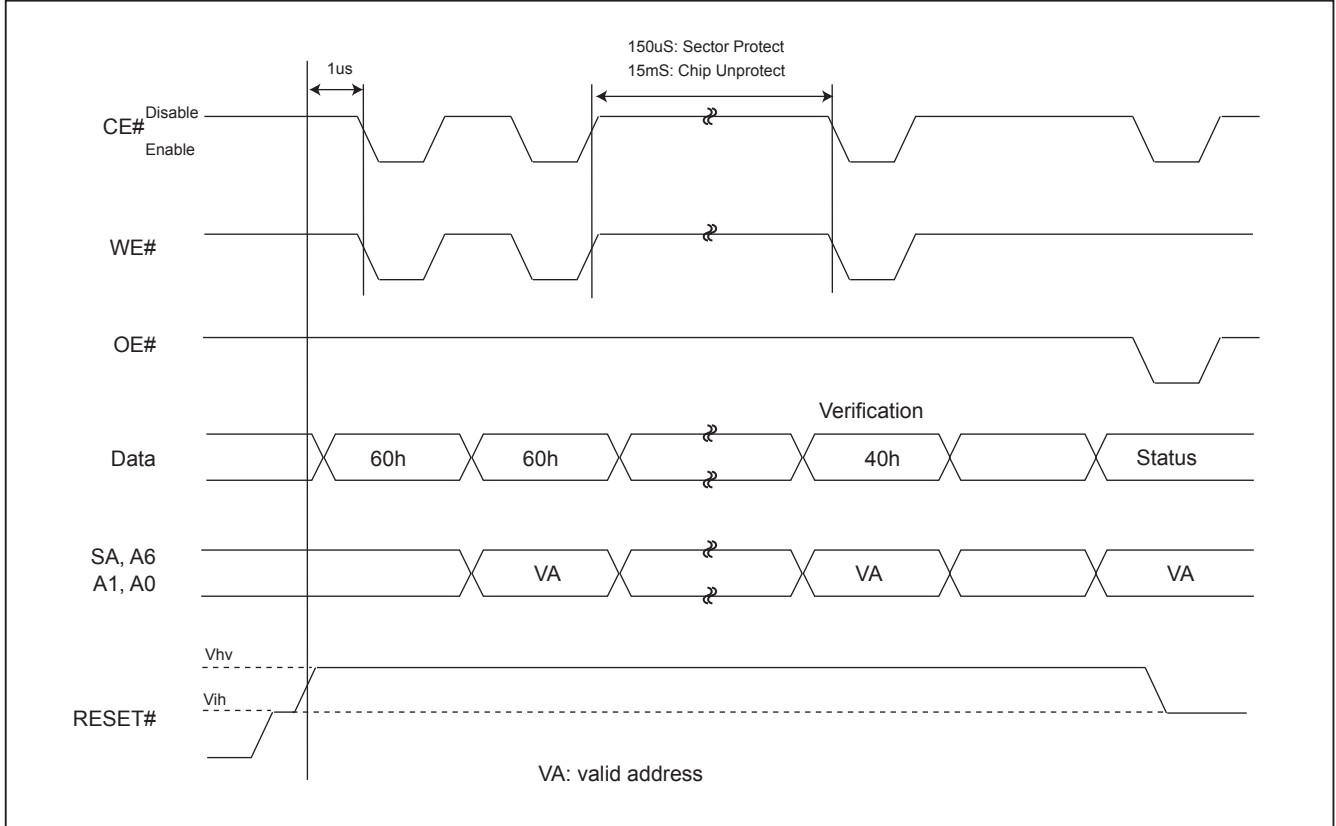 150uS: Sector Protect
15mS: Chip Unprotect
1us
CE#
Disable
Enable
WE#
OE#
Verification
Data
60h
60h
40h
Status
SA, A6
A1, A0
VA
VA
VA
Vhv
Vih
RESET#
VA: valid address